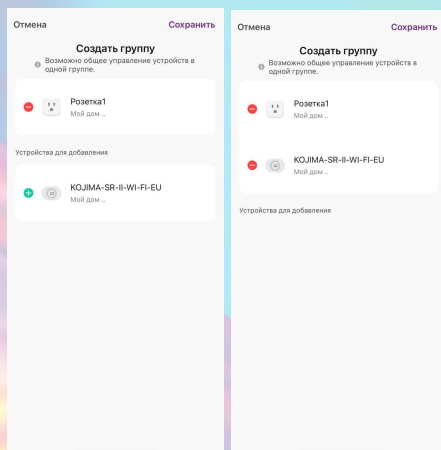 Отмена
Сохранить
Создать группу
Возможно общее управление устройств в
одной группе.
Розетка1
Мой дом ..
Устройства для добавления
KOJIMA-SR-II-WI-FI-EU
Мой дом ..
Отмена
Сохранить
Создать группу
Возможно общее управление устройств в
одной группе.
Розетка1
Мой дом ..
KOJIMA-SR-II-WI-FI-EU
Мой дом ..
Устройства для добавления